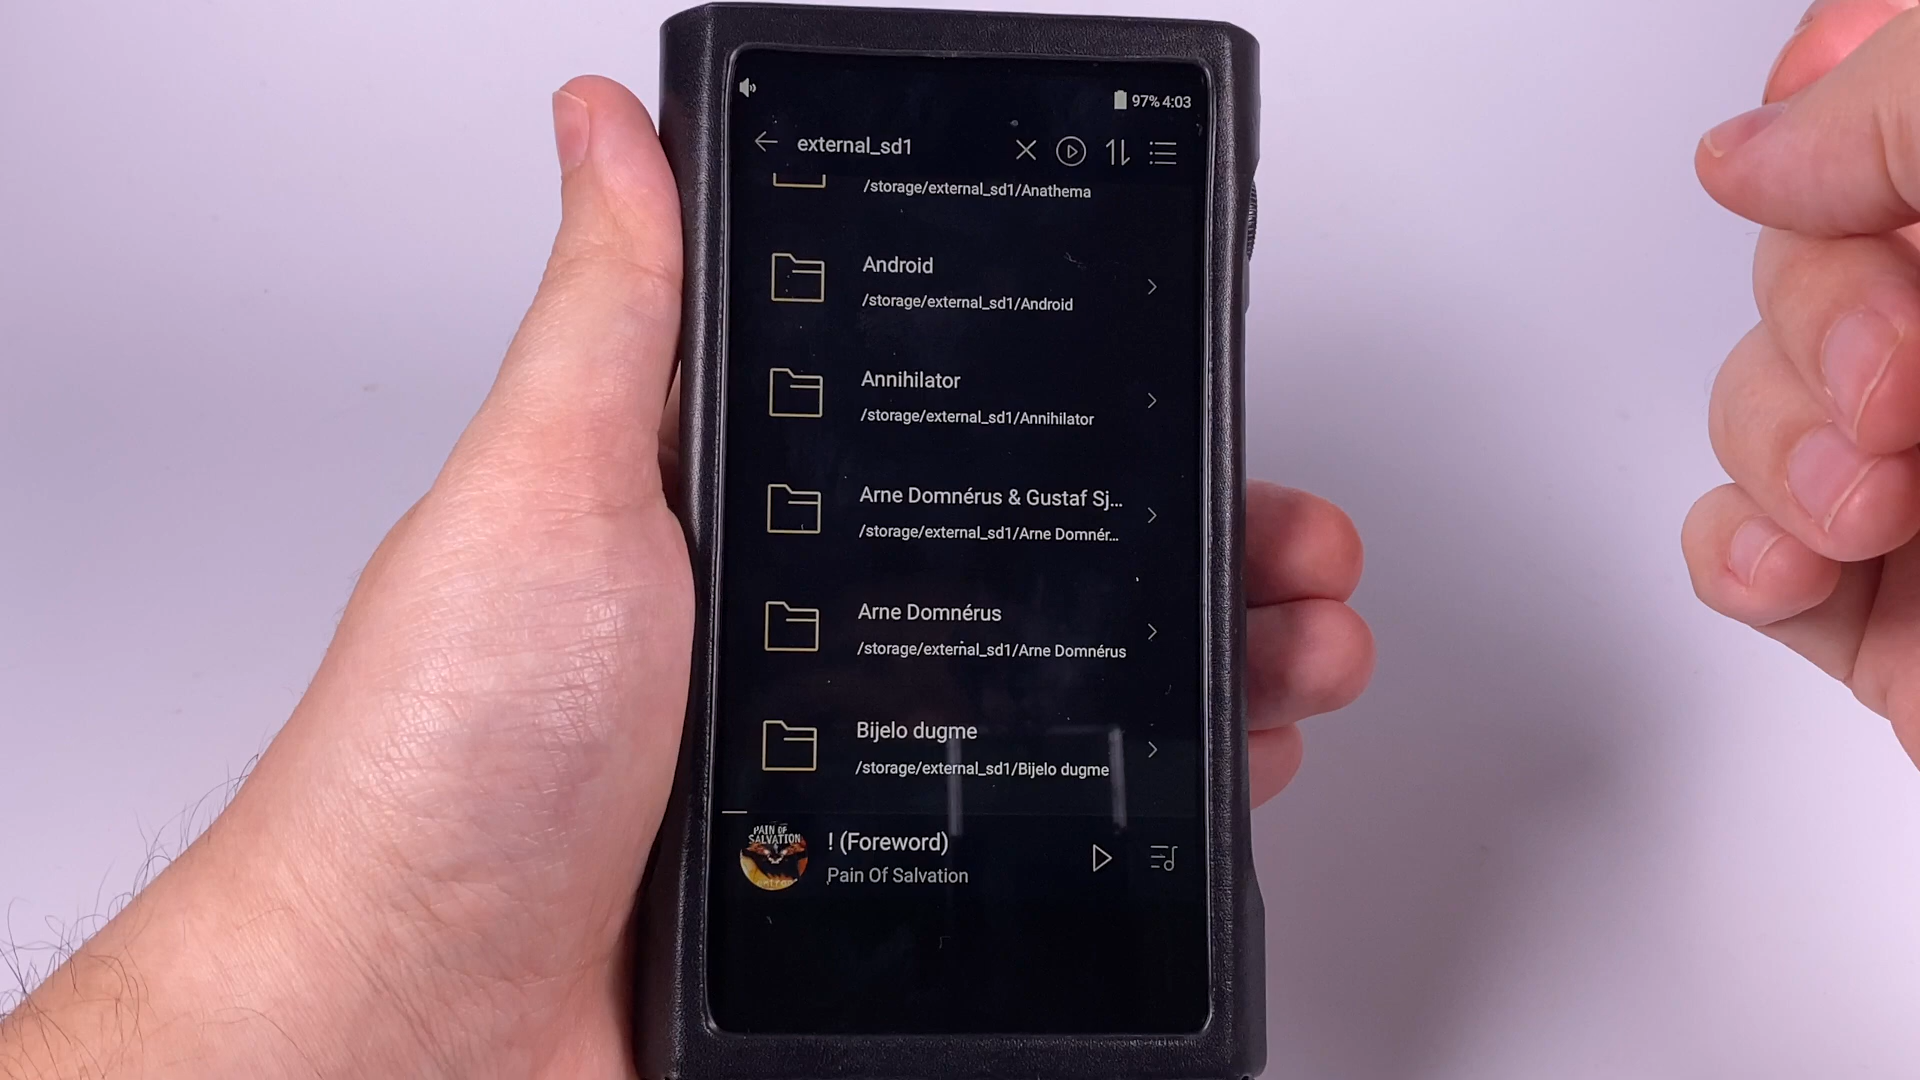 97% 4:03
external_sd1
/storage/external_sd1/Anathema
Android
/storage/external_sd1/Android
Annihilator
/storage/external_sd1/Annihilator
Arne Domnérus & Gustaf Sj...
/storage/external_sd1/Arne Domnér...
Arne Domnérus
/storage/external_sd1/Arne Domnérus
Bijelo dugme
/storage/external_sd1/Bijelo dugme
PAIN OF
SALVATION
! (Foreword)
Pain Of Salvation